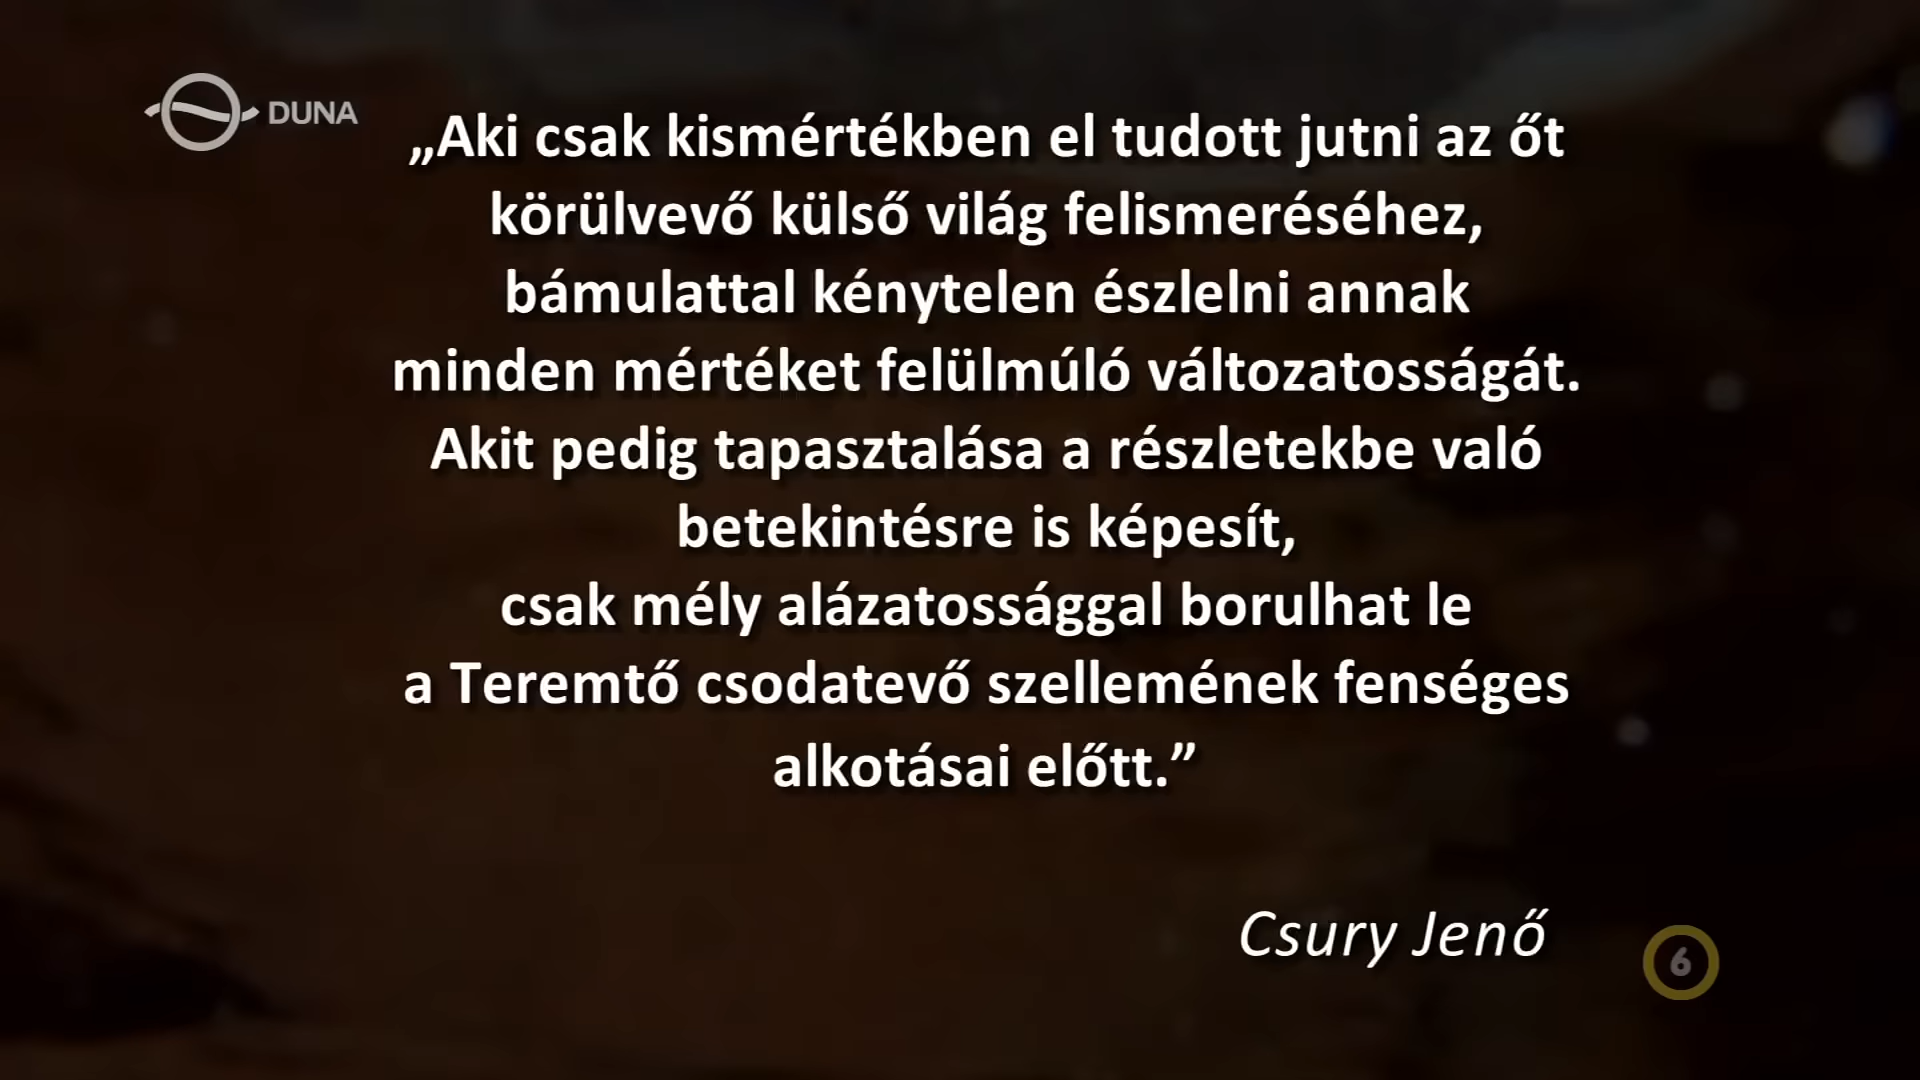 DUNA
„Aki csak kismértékben el tudott jutni az őt
körülvevő külső világ felismeréséhez,
bámulattal kénytelen észlelni annak
minden mértéket felülmúló változatosságát.
Akit pedig tapasztalása a részletekbe való
betekintésre is képesít,
csak mély alázatossággal borulhat le
a Teremtő csodatevő szellemének fenséges
alkotásai előtt.”
Csury Jenő
6